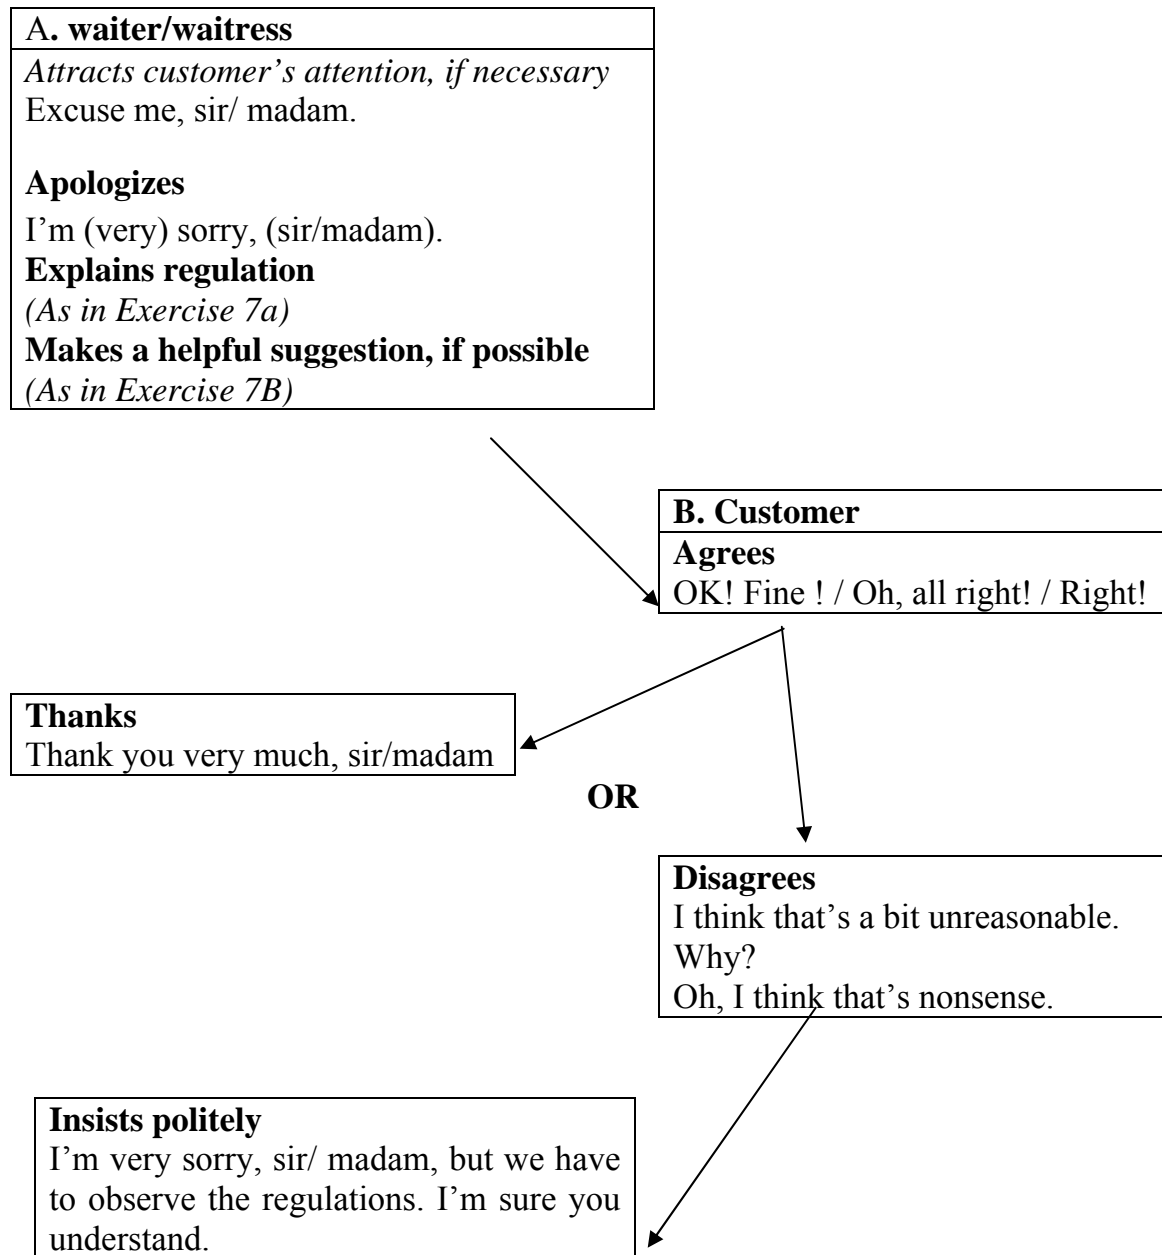 A. waiter/waitress
Attracts customer’s attention, if necessary
Excuse me, sir/ madam.
Apologizes
I’m (very) sorry, (sir/madam).
Explains regulation
(As in Exercise 7a)
Makes a helpful suggestion, if possible
(As in Exercise 7B)
B. Customer
Agrees
OK! Fine ! / Oh, all right! / Right!
Thanks
Thank you very much, sir/madam
OR
Disagrees
I think that’s a bit unreasonable.
Why?
Oh, I think that’s nonsense.
Insists politely
I’m very sorry, sir/ madam, but we have
to observe the regulations. I’m sure you
understand.